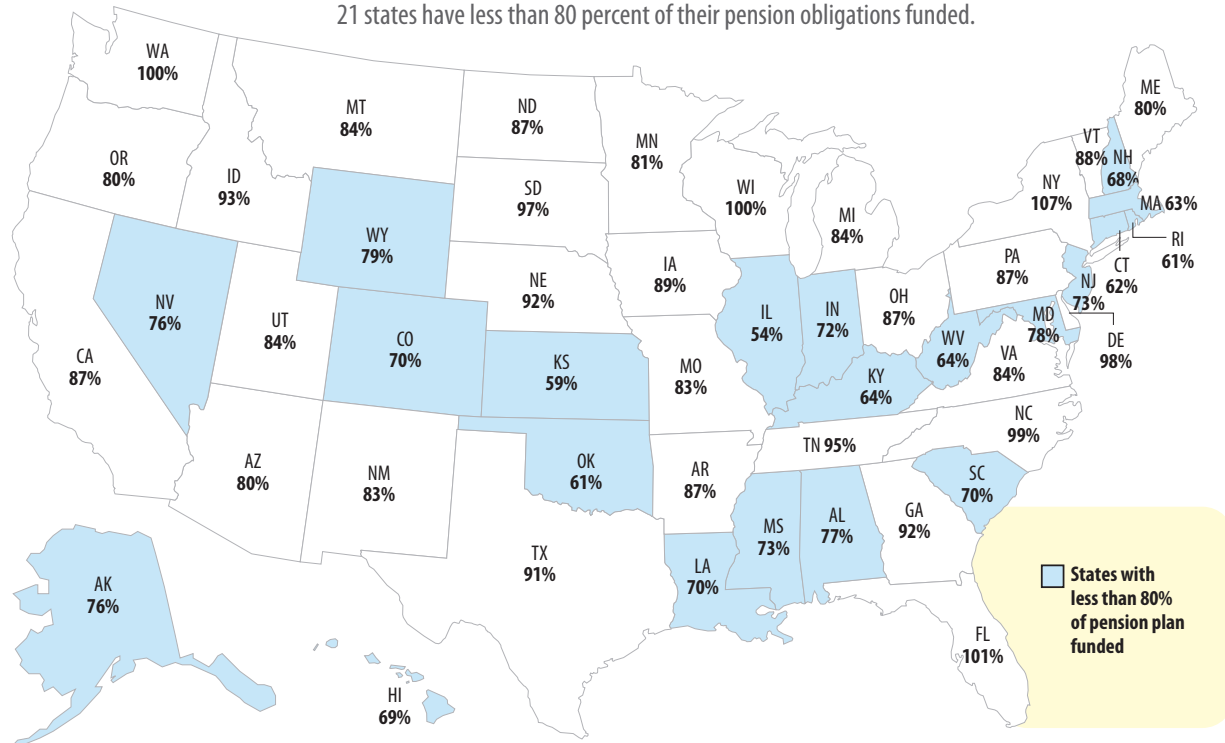 21 states have less than 80 percent of their pension obligations funded.
WA
100%
MT
84%
ND
87%
MN
81%
ME
80%
VT
88%
NH
68%
OR
80%
ID
93%
SD
97%
WI
100%
MI
84%
NY
107%
MA 63%
RI
61%
CT
62%
WY
79%
IA
89%
PA
87%
NJ
73%
NE
92%
NV
76%
UT
84%
CO
70%
IL
54%
IN
72%
OH
87%
WV
64%
MD
78%
DE
98%
VA
84%
CA
87%
KS
59%
MO
83%
KY
64%
NC
99%
TN 95%
AZ
80%
NM
83%
OK
61%
AR
87%
SC
70%
MS
73%
AL
77%
GA
92%
TX
91%
LA
70%
AK
76%
HI
69%
FL
101%
States with
less than 80%
of pension plan
funded